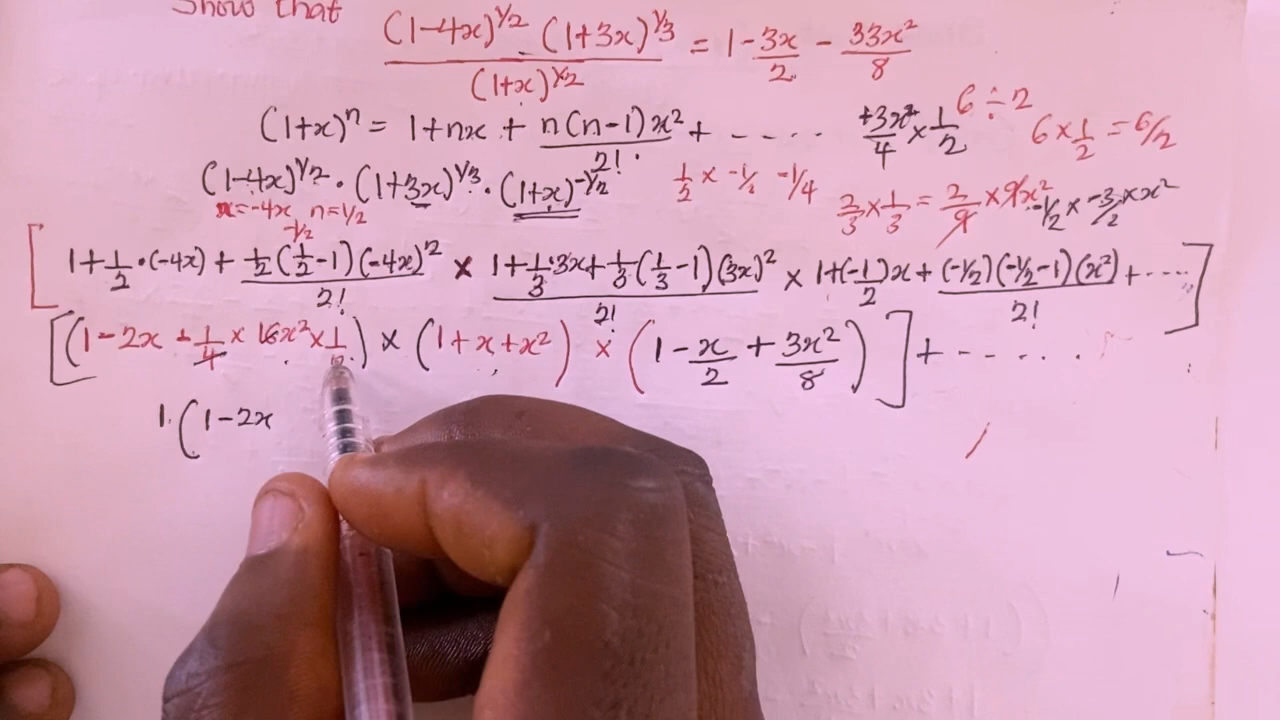 Show that
(1-4x)^1/2 (1+3x)^1/3 / (1+x)^1/2 = 1 - 3x/2 - 33x²/8
(1+x)^n = 1 + nx + n(n-1)x²/2! + - - - - +3x²/4 × 1/2 6÷2 6 × 1/2 = 6/2
(1-4x)^1/2 · (1+3x)^1/3 · (1+x)^-1/2 1/2 × -1/2 -1/4 2/3 × 1/3 = 2/9 × 9x² -1/2 × -3/2 × x²
x=-4x n=1/2
-1/2
[1 + 1/2 · (-4x) + 1/2(1/2-1)(-4x)²/2! × 1 + 1/3·3x + 1/3(1/3-1)(3x)²/2! × 1+(-1/2)x + (-1/2)(-1/2-1)(x²)/2! + ....]
[(1-2x + 1/4 × 16x² × 1/2) × (1+x+x²) × (1 - x/2 + 3x²/8)] + - - - - .
1. (1-2x